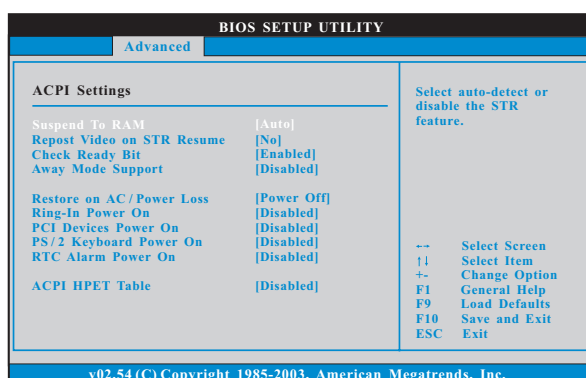 BIOS SETUP UTILITY
Advanced
ACPI Settings
Suspend To RAM [Auto]
Repost Video on STR Resume [No]
Check Ready Bit [Enabled]
Away Mode Support [Disabled]
Restore on AC / Power Loss [Power Off]
Ring-In Power On [Disabled]
PCI Devices Power On [Disabled]
PS / 2 Keyboard Power On [Disabled]
RTC Alarm Power On [Disabled]
ACPI HPET Table [Disabled]
Select auto-detect or
disable the STR
feature.
←→ Select Screen
↑↓ Select Item
+- Change Option
F1 General Help
F9 Load Defaults
F10 Save and Exit
ESC Exit
v02.54 (C) Copyright 1985-2003, American Megatrends, Inc.